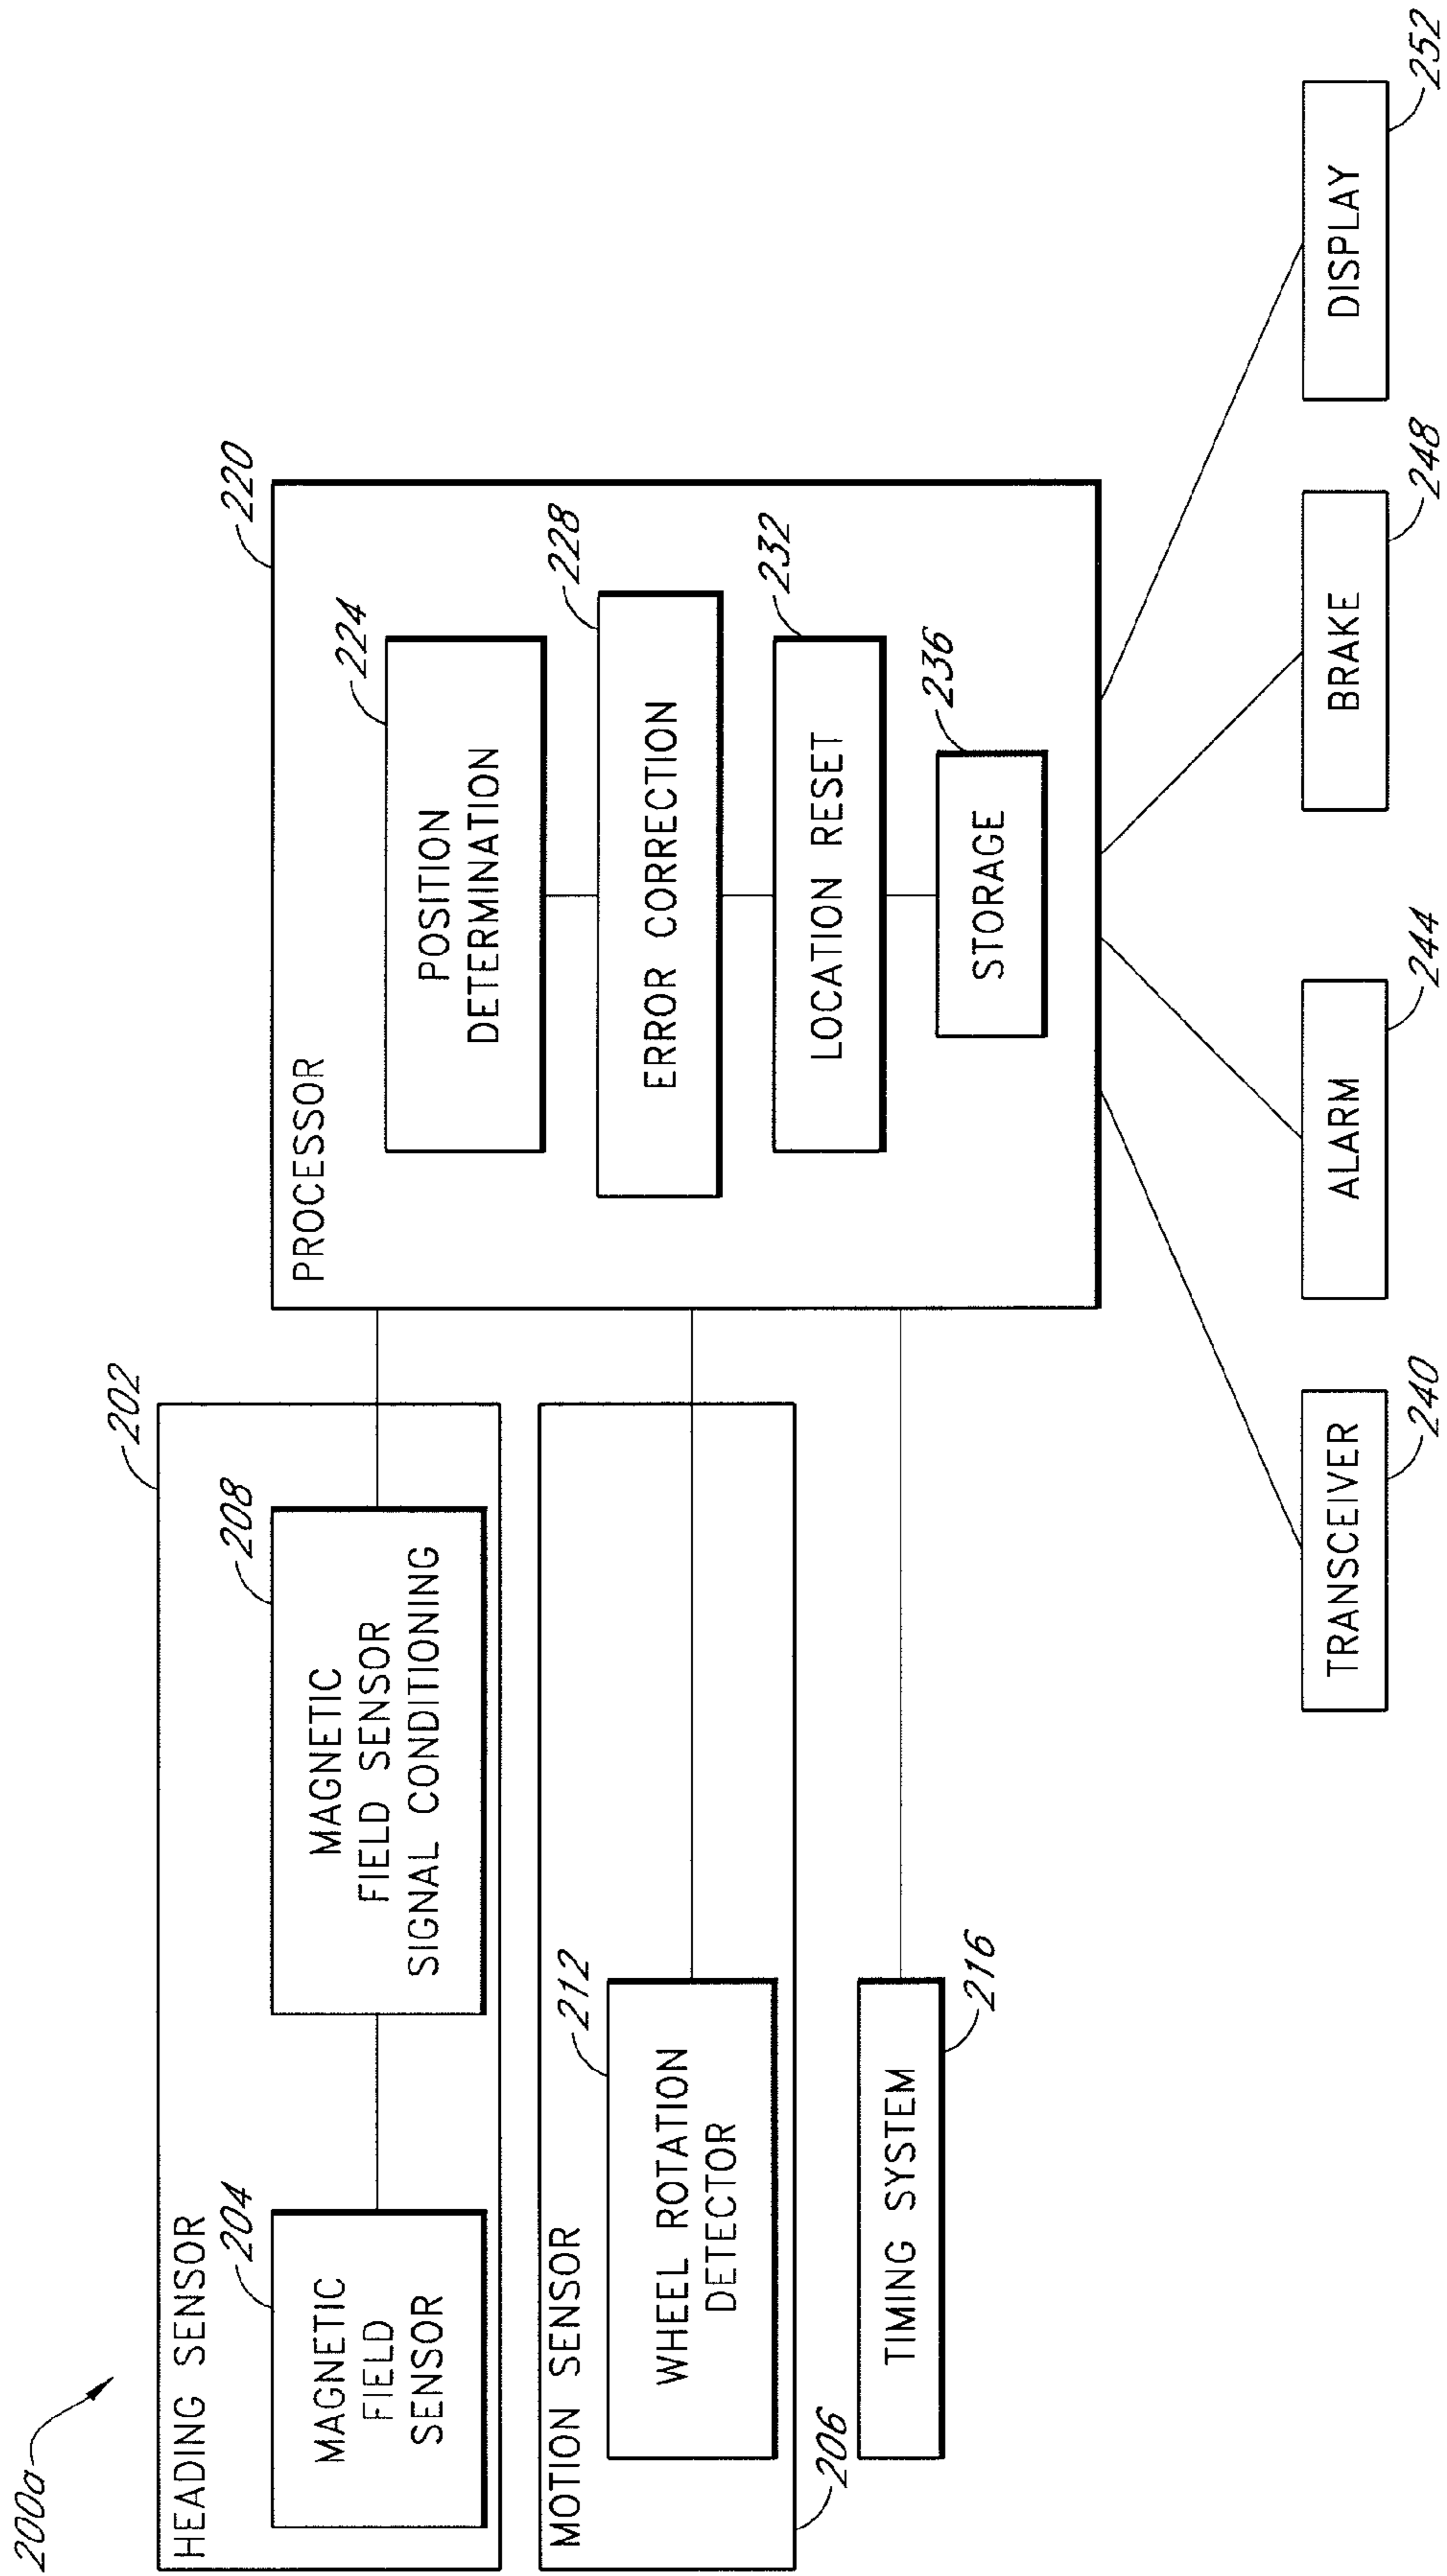 200a
HEADING SENSOR
202
204
MAGNETIC
FIELD
SENSOR
208
MAGNETIC
FIELD SENSOR
SIGNAL CONDITIONING
MOTION SENSOR
206
212
WHEEL ROTATION
DETECTOR
TIMING SYSTEM
216
PROCESSOR
220
224
POSITION
DETERMINATION
228
ERROR CORRECTION
232
LOCATION RESET
236
STORAGE
TRANSCEIVER
240
ALARM
244
BRAKE
248
DISPLAY
252